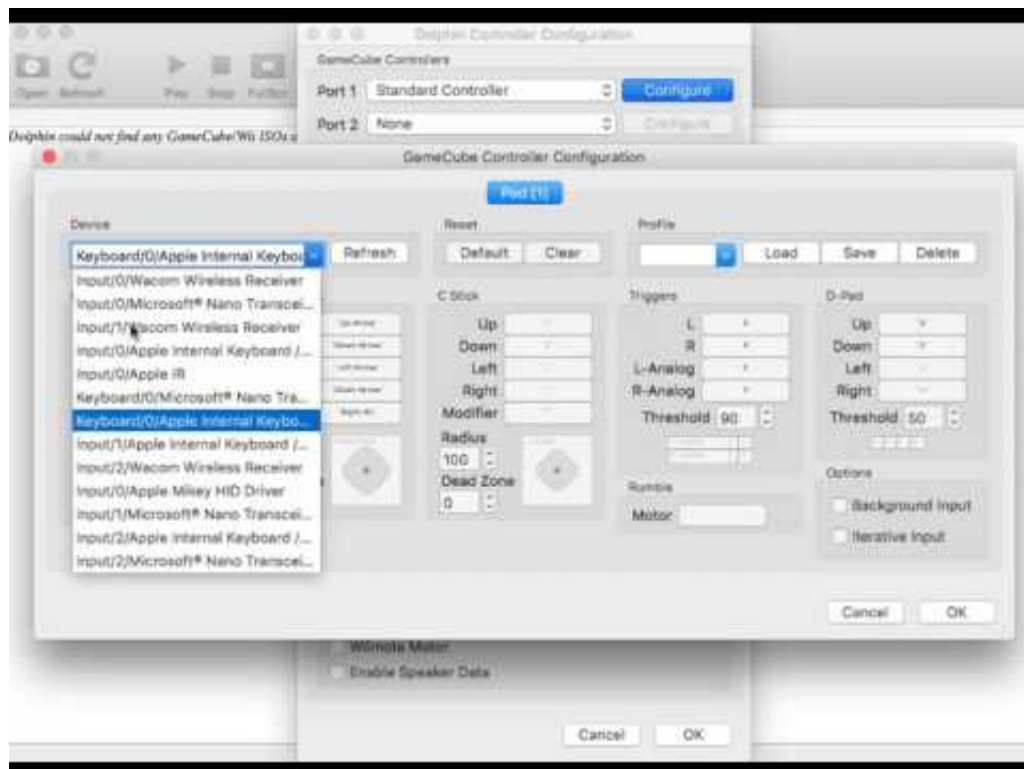 Dolphin Controller Configuration
Open Refresh Play Stop
GameCube Controllers
Port 1 Standard Controller Configure
Port 2 None Configure
Dolphin could not find any GameCube/Wii ISOs
GameCube Controller Configuration
Pad (1)
Device
Reset
Profile
Keyboard/0/Apple Internal Keyboa
Refresh
Default Clear
Load Save Delete
Input/0/Wacom Wireless Receiver
Input/0/Microsoft® Nano Transcei...
Input/1/Wacom Wireless Receiver
Input/0/Apple Internal Keyboard /...
Input/0/Apple IR
Keyboard/0/Microsoft® Nano Tra...
Keyboard/0/Apple Internal Keybo...
Input/1/Apple Internal Keyboard /...
Input/2/Wacom Wireless Receiver
Input/0/Apple Mikey HID Driver
Input/1/Microsoft® Nano Transcei...
Input/2/Apple Internal Keyboard /...
Input/2/Microsoft® Nano Transcei...
C Stick
Up
Down
Left
Right
Modifier
Radius
100
Dead Zone
0
Triggers
L
R
L-Analog
R-Analog
Threshold 90
Rumble
Motor
D-Pad
Up
Down
Left
Right
Threshold 50
Options
Background Input
Iterative Input
Cancel OK
Wiimote Motor
Enable Speaker Data
Cancel OK